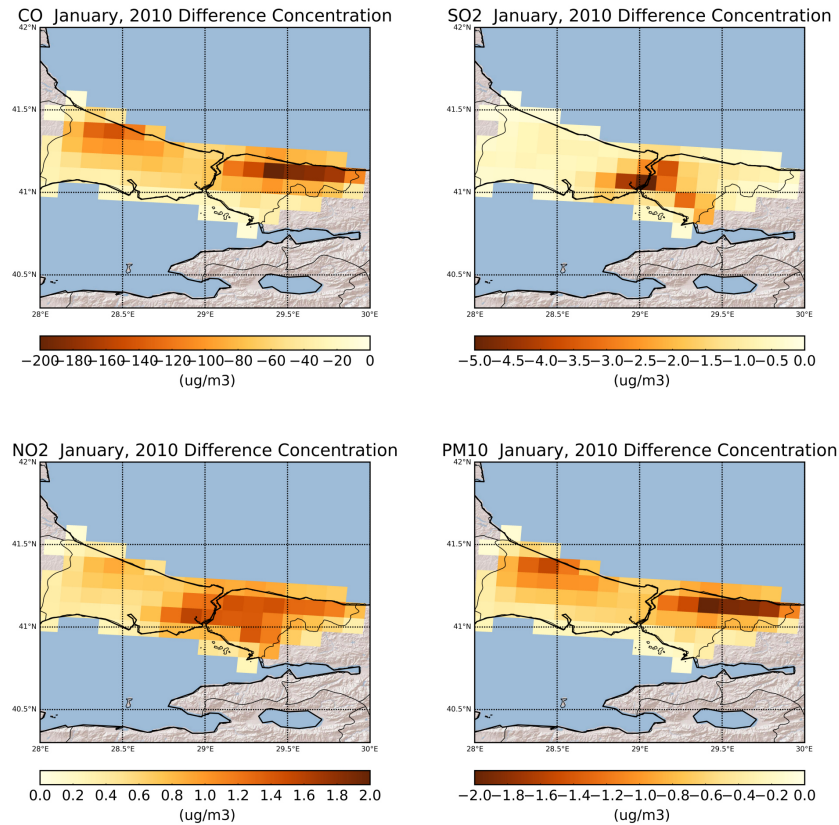 CO January, 2010 Difference Concentration
42°N
41.5°N
41°N
40.5°N
28°E 28.5°E 29°E 29.5°E 30°E
−200−180−160−140−120−100−80 −60 −40 −20 0
(ug/m3)
SO2 January, 2010 Difference Concentration
42°N
41.5°N
41°N
40.5°N
28°E 28.5°E 29°E 29.5°E 30°E
−5.0−4.5−4.0−3.5−3.0−2.5−2.0−1.5−1.0−0.5 0.0
(ug/m3)
NO2 January, 2010 Difference Concentration
42°N
41.5°N
41°N
40.5°N
28°E 28.5°E 29°E 29.5°E 30°E
0.0 0.2 0.4 0.6 0.8 1.0 1.2 1.4 1.6 1.8 2.0
(ug/m3)
PM10 January, 2010 Difference Concentration
42°N
41.5°N
41°N
40.5°N
28°E 28.5°E 29°E 29.5°E 30°E
−2.0−1.8−1.6−1.4−1.2−1.0−0.8−0.6−0.4−0.2 0.0
(ug/m3)